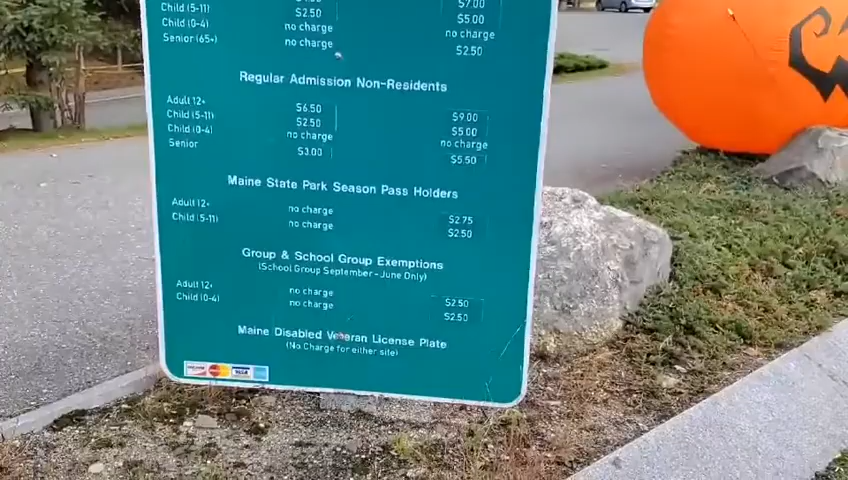 Child (5-11) $7.00
Child (0-4) $2.50 $5.00
Senior (65+) no charge no charge
no charge $2.50
Regular Admission Non-Residents
Adult 12+ $6.50 $9.00
Child (5-11) $2.50 $5.00
Child (0-4) no charge no charge
Senior $3.00 $5.50
Maine State Park Season Pass Holders
Adult 12+ no charge $2.75
Child (5-11) no charge $2.50
Group & School Group Exemptions
(School Group September-June Only)
Adult 12+ no charge $2.50
Child (0-4) no charge $2.50
Maine Disabled Veteran License Plate
(No Charge for either site)
VISA